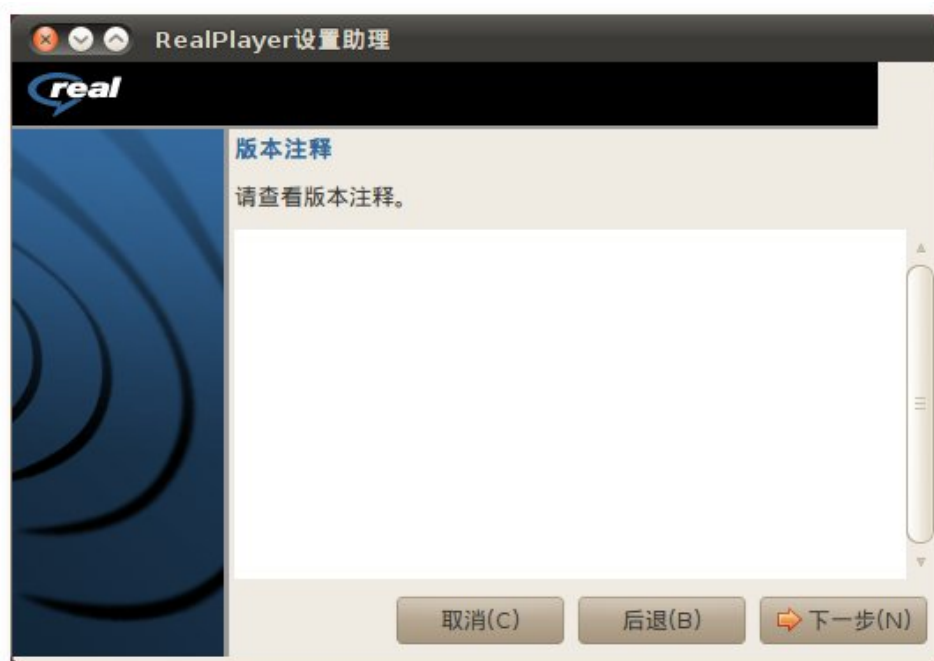 RealPlayer设置助理
real
版本注释
请查看版本注释。
取消(C)
后退(B)
下一步(N)